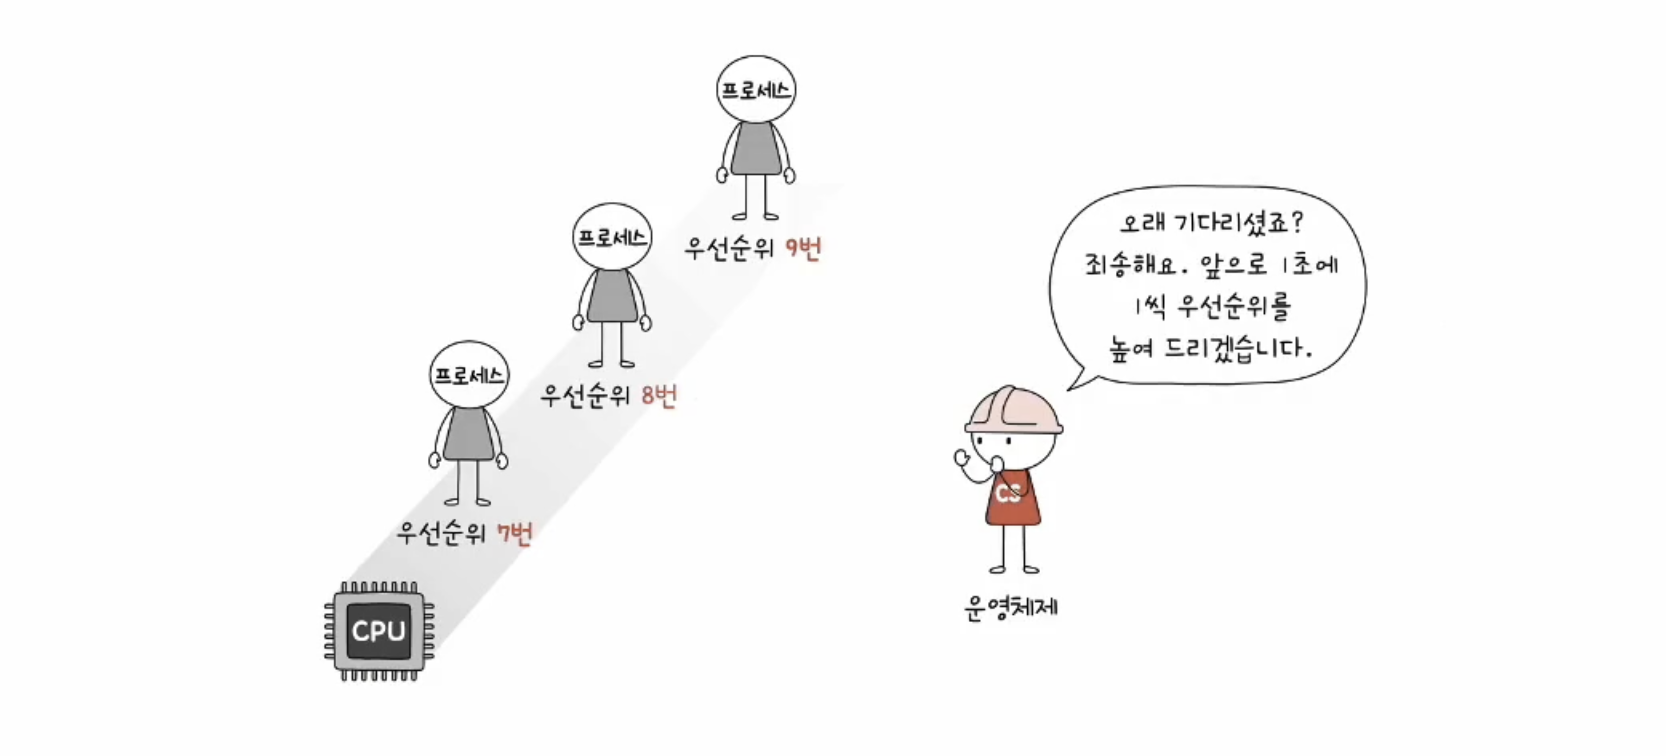 프로세스
우선순위 9번
프로세스
우선순위 8번
프로세스
우선순위 7번
CPU
오래 기다리셨죠?
죄송해요. 앞으로 1초에
1씩 우선순위를
높여 드리겠습니다.
CS
운영체제